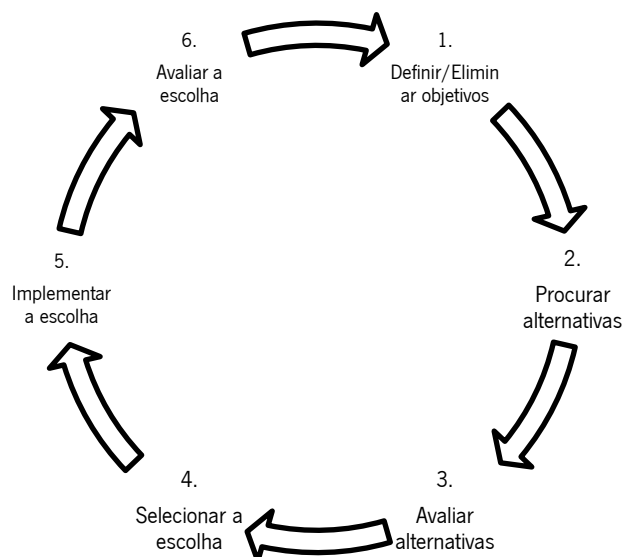 1.
Definir/Elimin
ar objetivos
2.
Procurar
alternativas
3.
Avaliar
alternativas
4.
Selecionar a
escolha
5.
Implementar
a escolha
6.
Avaliar a
escolha